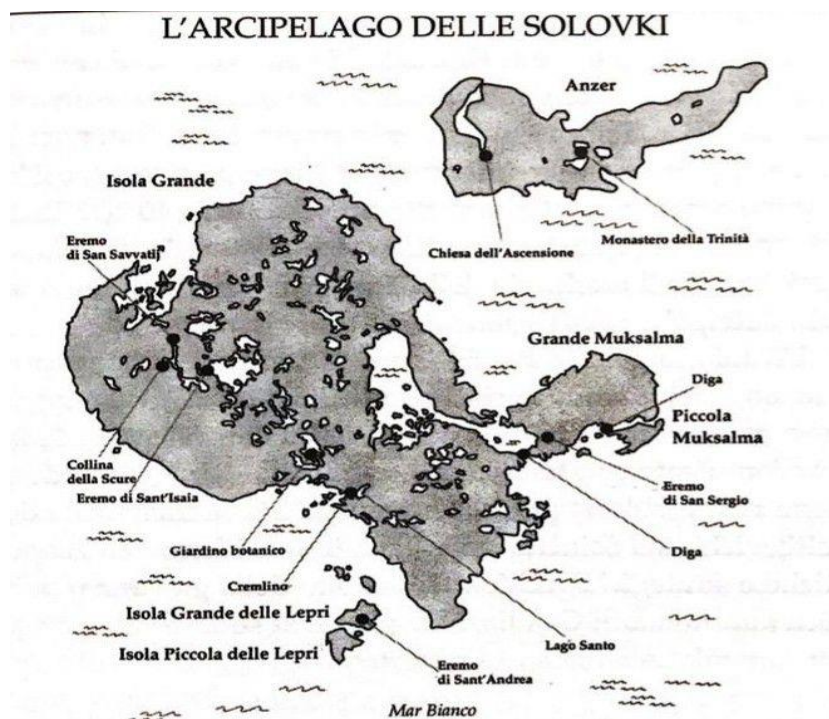 L'ARCIPELAGO DELLE SOLOVKI
Anzer
Isola Grande
Eremo
di San Savvatij
Chiesa dell'Ascensione
Monastero della Trinità
Grande Muksalma
Diga
Piccola
Muksalma
Collina
della Scure
Eremo di Sant'Isaia
Eremo
di San Sergio
Giardino botanico
Diga
Cremlino
Isola Grande delle Lepri
Lago Santo
Isola Piccola delle Lepri
Eremo
di Sant'Andrea
Mar Bianco